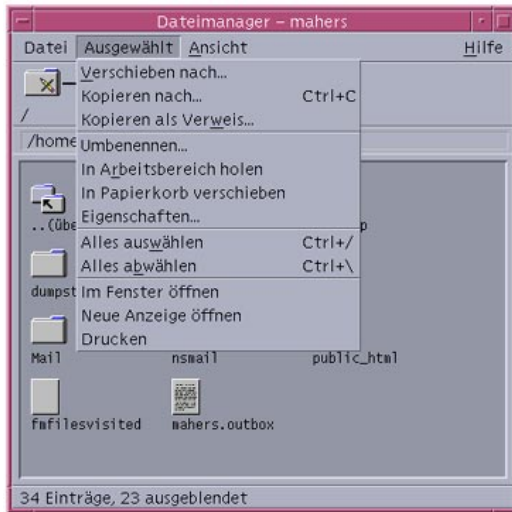 Dateimanager – mahers
Datei Ausgewählt Ansicht Hilfe
Verschieben nach...
Kopieren nach... Ctrl+C
Kopieren als Verweis...
/
/home
Umbenennen...
In Arbeitsbereich holen
In Papierkorb verschieben
Eigenschaften...
..(übe
p
Alles auswählen Ctrl+/
Alles abwählen Ctrl+\
dumpst
Im Fenster öffnen
Neue Anzeige öffnen
Drucken
Mail nsmail public_html
fmfilesvisited mahers.outbox
34 Einträge, 23 ausgeblendet